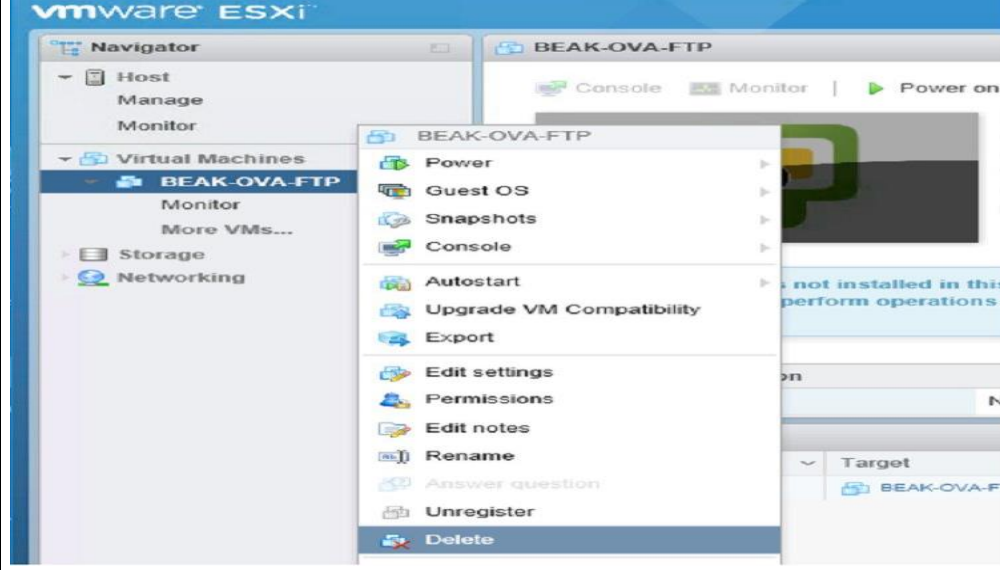 vmware ESXi
Navigator
Host
Manage
Monitor
Virtual Machines
BEAK-OVA-FTP
Monitor
More VMs...
Storage
Networking
BEAK-OVA-FTP
Console Monitor | Power on
BEAK-OVA-FTP
Power
Guest OS
Snapshots
Console
Autostart
Upgrade VM Compatibility
Export
Edit settings
Permissions
Edit notes
Rename
Answer question
Unregister
Delete
not installed in this
perform operations
Target
BEAK-OVA-F